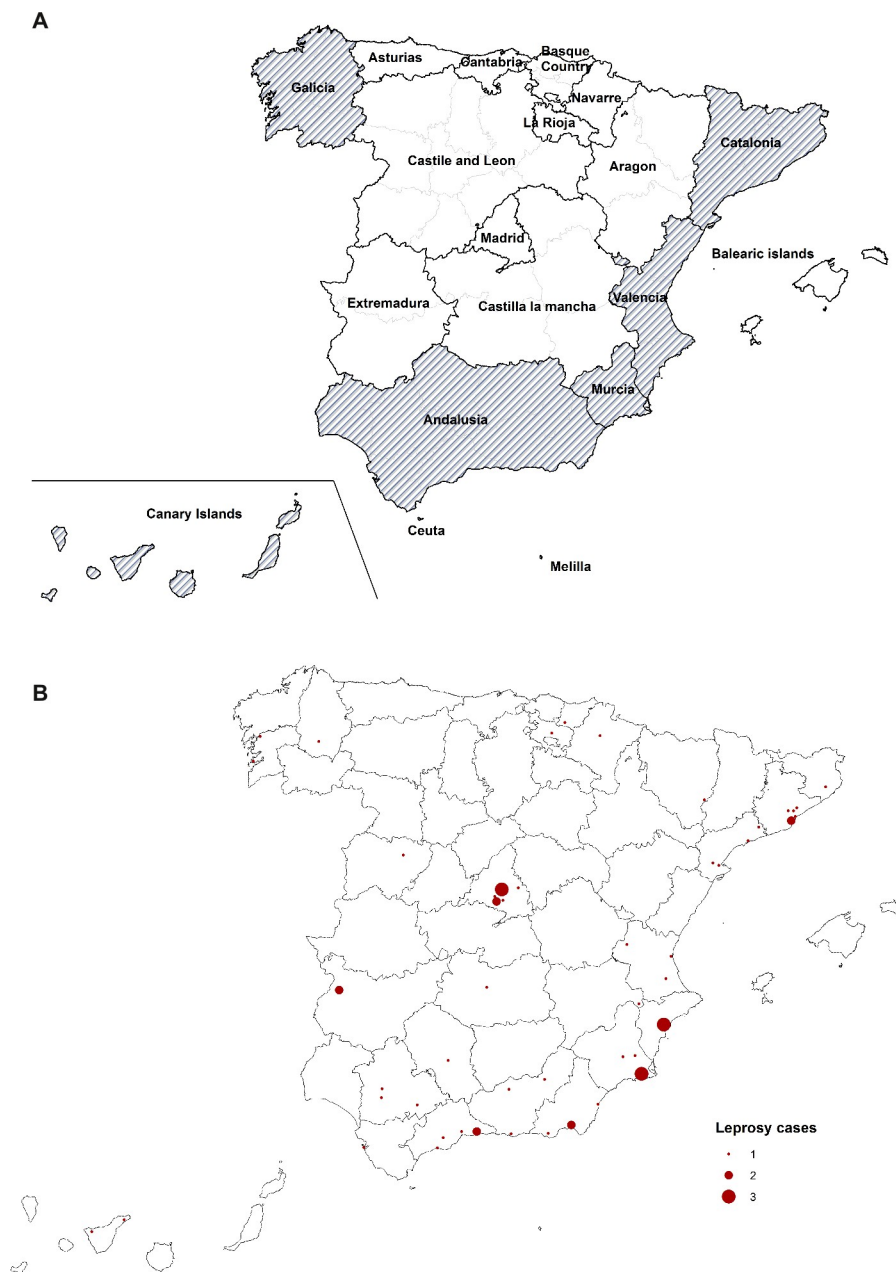 A
Asturias
Cantabria
Basque
Country
Galicia
Navarre
La Rioja
Catalonia
Castile and Leon
Aragon
Madrid
Balearic islands
Extremadura
Castilla la mancha
Valencia
Murcia
Andalusia
Canary Islands
Ceuta
Melilla
B
Leprosy cases
1
2
3